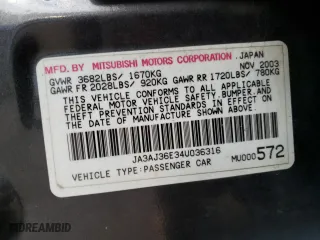 MFD BY MITSUBISHI MOTORS CORPORATION, JAPAN
GVWR 3682LBS/ 1670KG NOV 2003
GAWR FR 2028LBS/ 920KG GAWR RR 1720LBS/ 780KG
THIS VEHICLE CONFORMS TO ALL APPLICABLE
FEDERAL MOTOR VEHICLE SAFETY, BUMPER
AND THEFT PREVENTION STANDARDS IN EFFECT
ON THE DATE OF MANUFACTURE SHOWN ABOVE.
JA3AJ36E34U036316
VEHICLE TYPE:PASSENGER CAR MU000572
DREAMBID